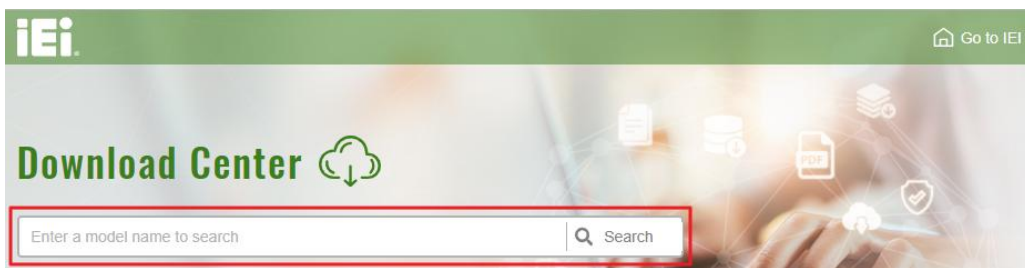 iEi.
Go to IEI
Download Center
PDF
Enter a model name to search
Search